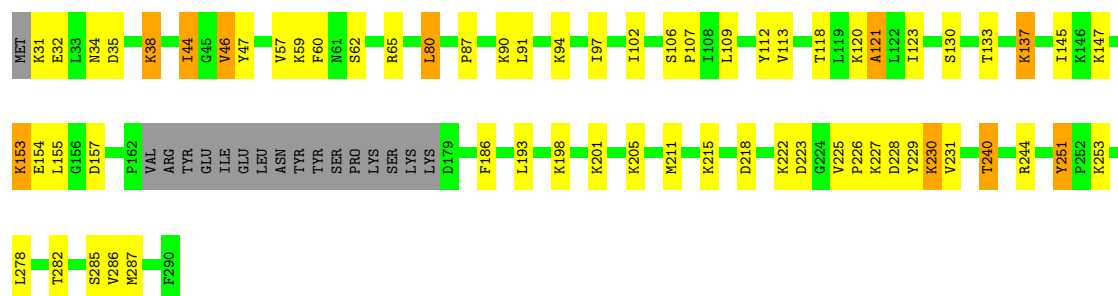 MET K31 E32 L33 N34 D35 K38 I44 G45 V46 Y47 V57 K59 F60 N61 S62 R65 L80 P87 K90 L91 K94 I97 I102 S106 P107 I108 L109 Y112 V113 T118 L119 K120 A121 L122 I123 S130 T133 K137 I145 K146 K147
K153 E154 L155 G156 D157 P162 VAL ARG TYR GLU ILE GLU LEU ASN TYR TYR SER PRO LYS SER LYS LYS D179 F186 L193 K198 K201 K205 M211 K215 D218 K222 D223 G224 V225 P226 K227 D228 Y229 K230 V231 T240 R244 Y251 P252 K253
L278 T282 S285 V286 M287 F290